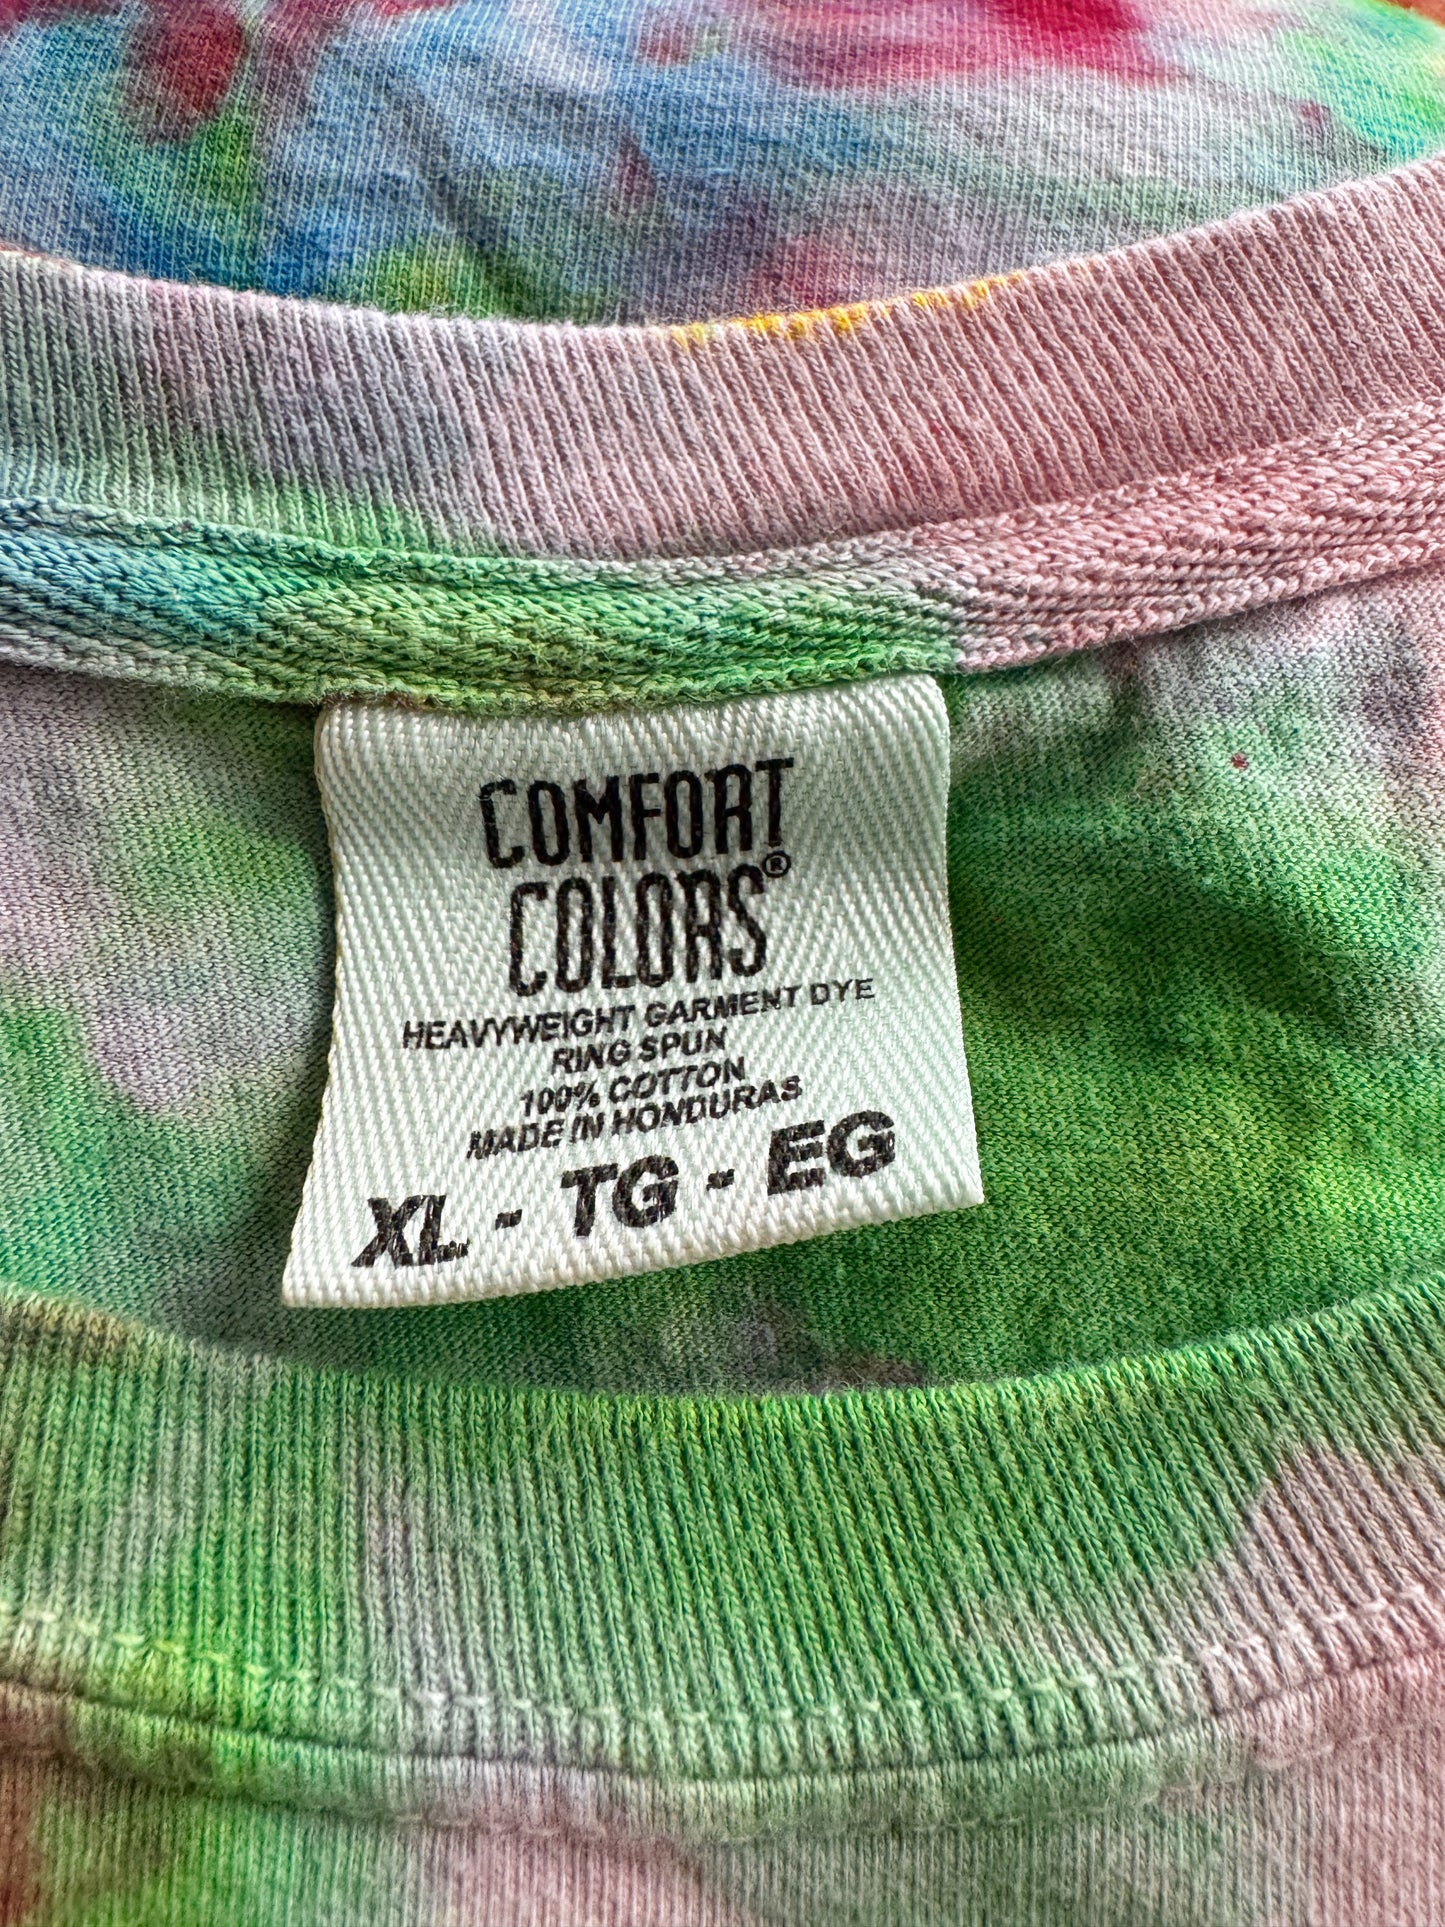 COMFORT
COLORS®
HEAVYWEIGHT GARMENT DYE
RING SPUN
100% COTTON
MADE IN HONDURAS
XL - TG - EG